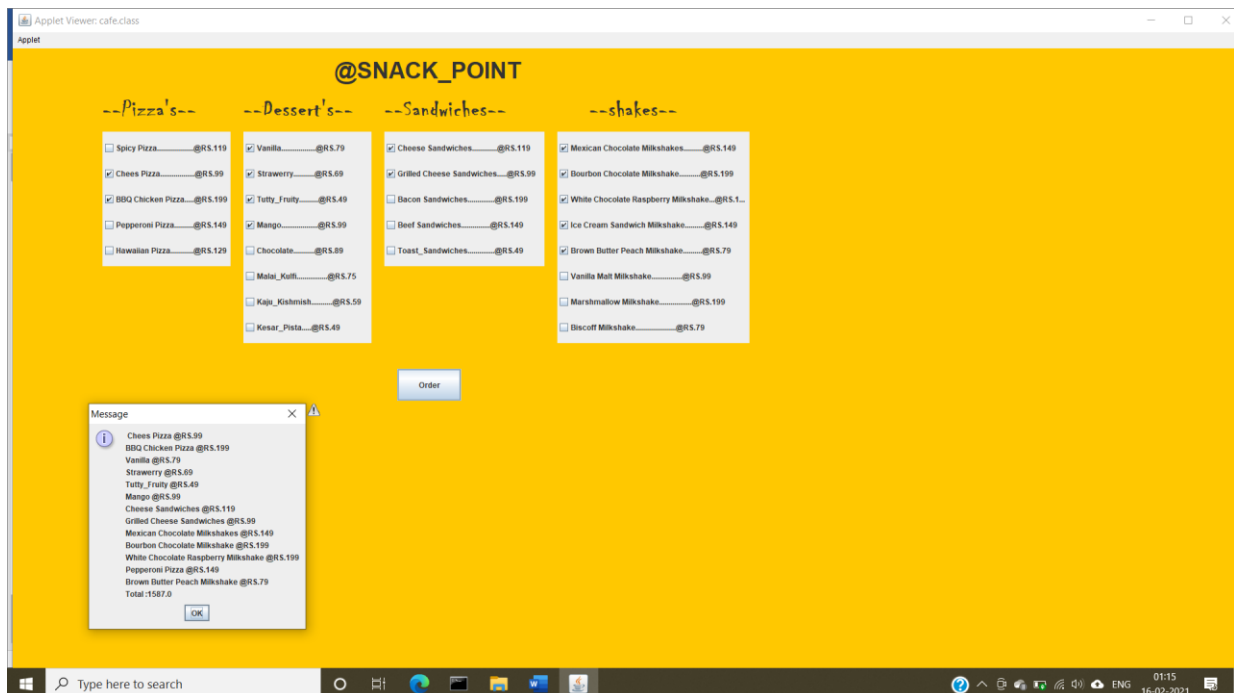 Applet Viewer: cafe.class
Applet
@SNACK_POINT
--Pizza's--
Spicy Pizza................@RS.119
Chees Pizza...............@RS.99
BBQ Chicken Pizza....@RS.199
Pepperoni Pizza........@RS.149
Hawaiian Pizza..........@RS.129
--Dessert's--
Vanilla...............@RS.79
Strawerry.........@RS.69
Tutty_Fruity......@RS.49
Mango.............@RS.99
Chocolate.........@RS.89
Malai_Kulfi.............@RS.75
Kaju_Kishmish.........@RS.59
Kesar_Pista....@RS.49
--Sandwiches--
Cheese Sandwiches...........@RS.119
Grilled Cheese Sandwiches....@RS.99
Bacon Sandwiches............@RS.199
Beef Sandwiches.............@RS.149
Toast_Sandwiches............@RS.49
--shakes--
Mexican Chocolate Milkshakes........@RS.149
Bourbon Chocolate Milkshake.........@RS.199
White Chocolate Raspberry Milkshake...@RS.1...
Ice Cream Sandwich Milkshake........@RS.149
Brown Butter Peach Milkshake........@RS.79
Vanilla Malt Milkshake.............@RS.99
Marshmallow Milkshake..............@RS.199
Biscoff Milkshake.................@RS.79
Order
Message
Chees Pizza @RS.99
BBQ Chicken Pizza @RS.199
Vanilla @RS.79
Strawerry @RS.69
Tutty_Fruity @RS.49
Mango @RS.99
Cheese Sandwiches @RS.119
Grilled Cheese Sandwiches @RS.99
Mexican Chocolate Milkshakes @RS.149
Bourbon Chocolate Milkshake @RS.199
White Chocolate Raspberry Milkshake @RS.199
Pepperoni Pizza @RS.149
Brown Butter Peach Milkshake @RS.79
Total :1587.0
OK
Type here to search
ENG
01:15
16-02-2021